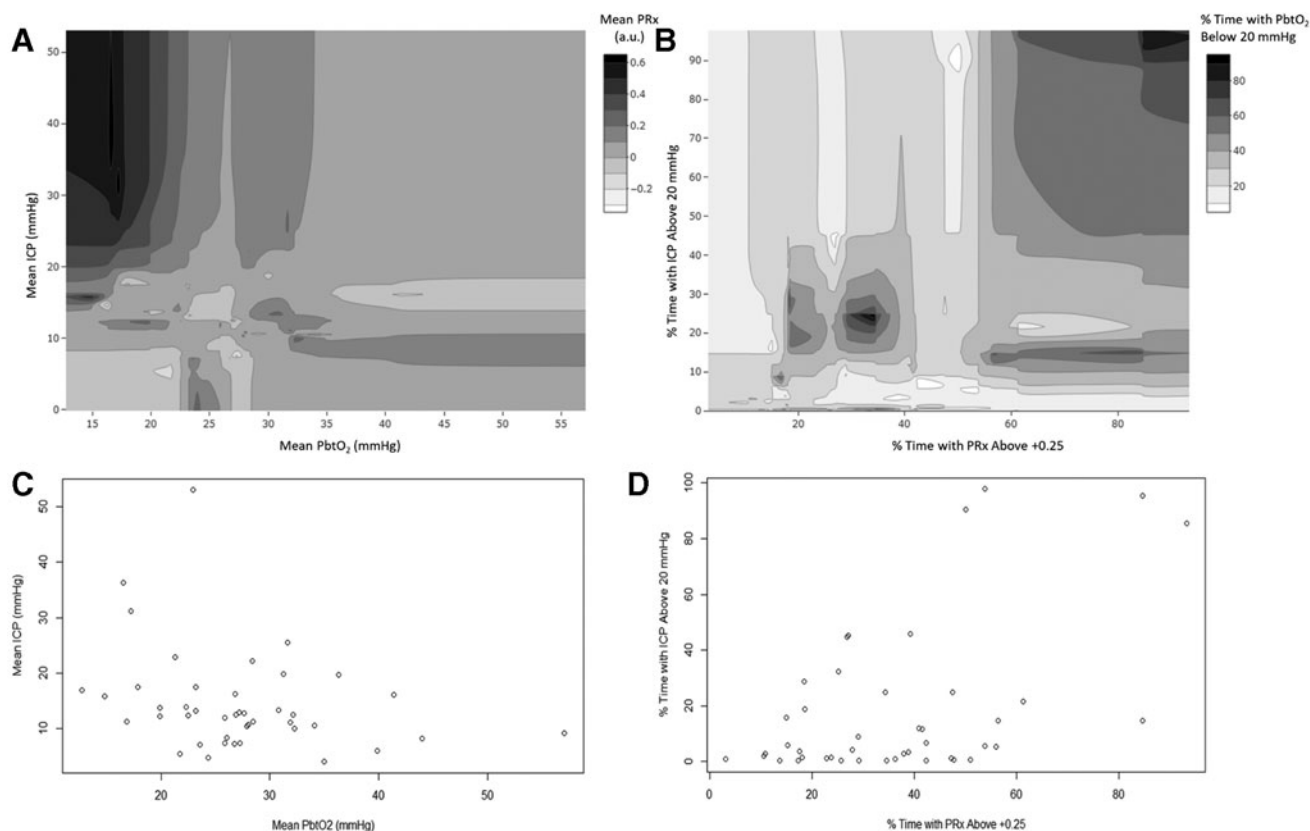 A
Mean PRx
(a.u.)
0.6
0.4
0.2
0
−0.2
Mean ICP (mmHg)
50
40
30
20
10
0
15 20 25 30 35 40 45 50 55
Mean PbtO₂ (mmHg)
B
% Time with PbtO₂
Below 20 mmHg
80
60
40
20
% Time with ICP Above 20 mmHg
90
80
70
60
50
40
30
20
10
0
20 40 60 80
% Time with PRx Above +0.25
C
Mean ICP (mmHg)
50
40
30
20
10
20 30 40 50
Mean PbtO2 (mmHg)
D
% Time with ICP Above 20 mmHg
100
80
60
40
20
0
0 20 40 60 80
% Time with PRx Above +0.25